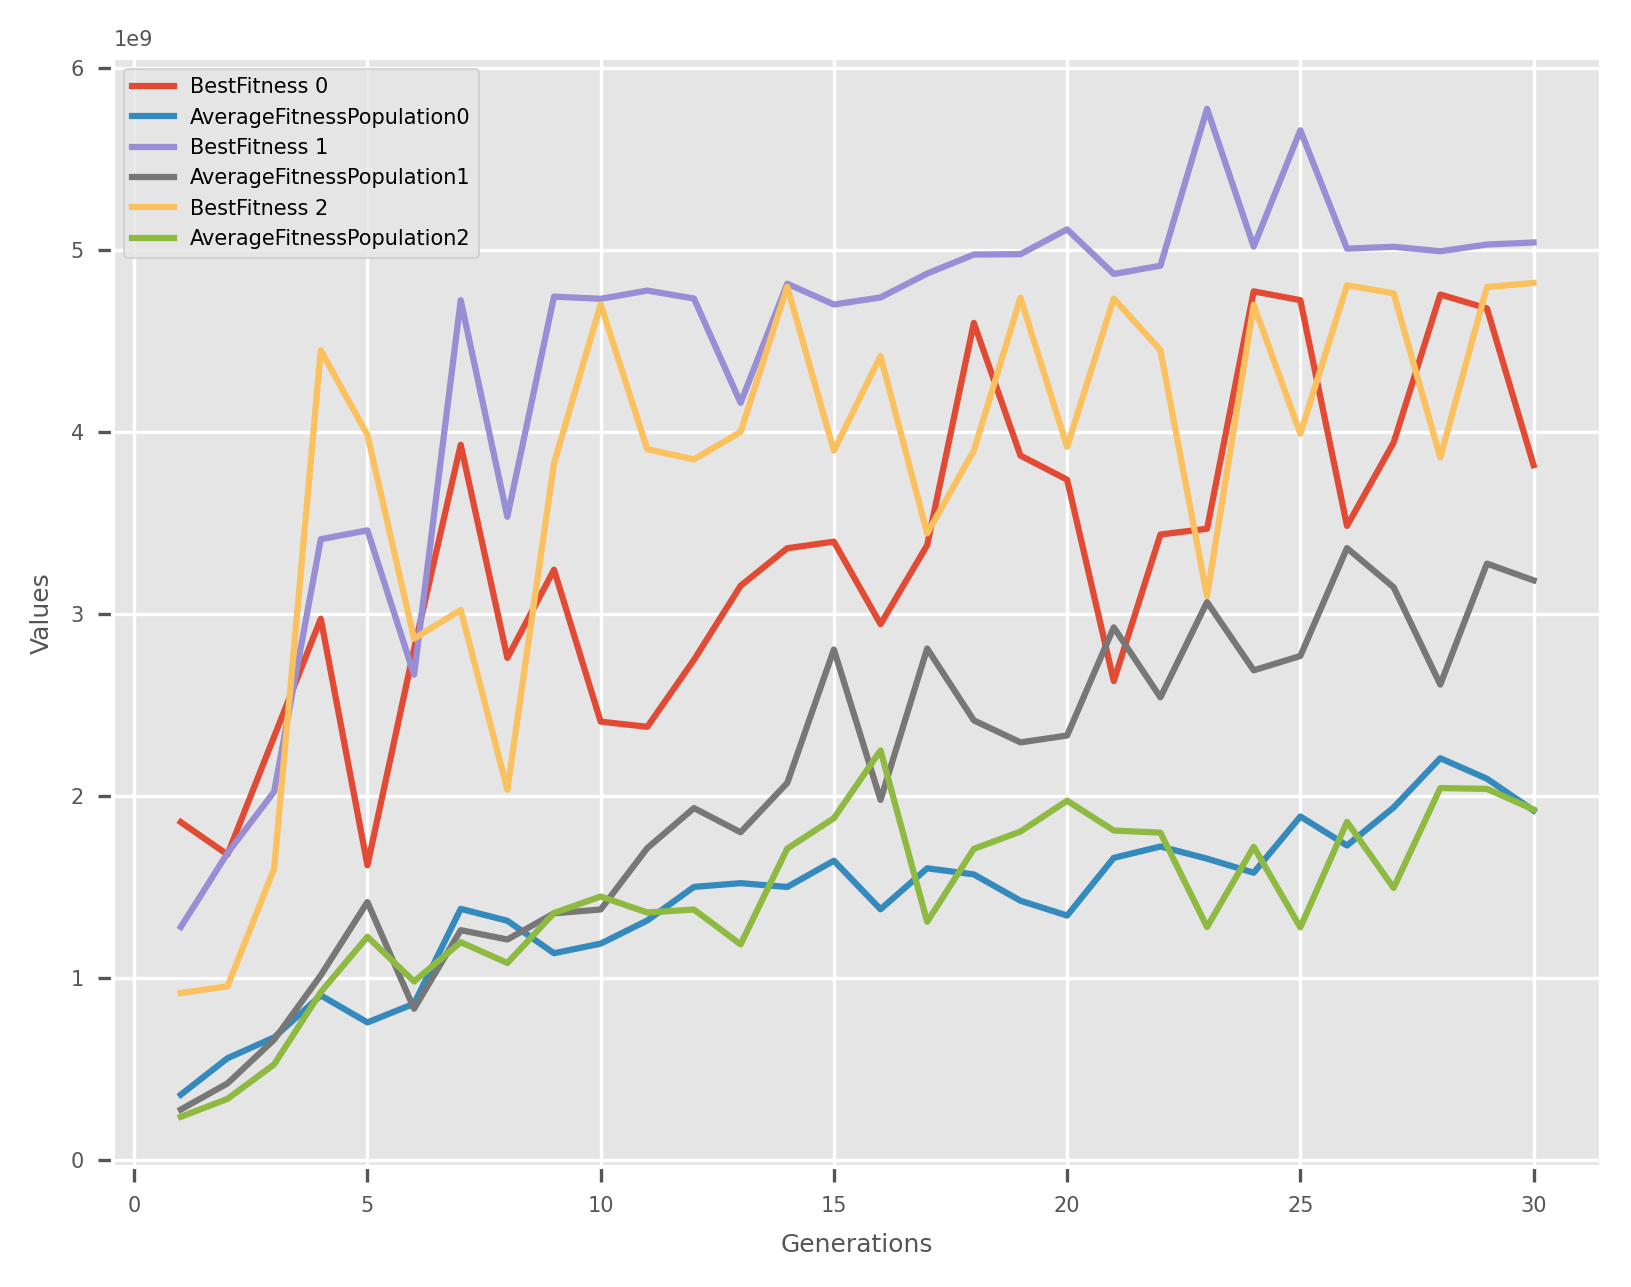 1e9
6
5
4
3
2
1
0
Values
BestFitness 0
AverageFitnessPopulation0
BestFitness 1
AverageFitnessPopulation1
BestFitness 2
AverageFitnessPopulation2
0 5 10 15 20 25 30
Generations